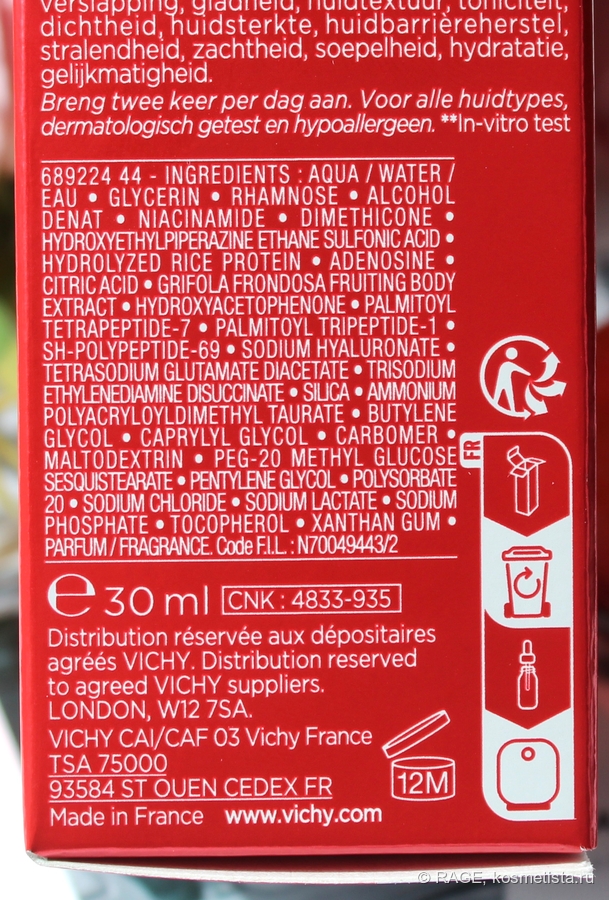 verslapping, gladheid, huidtextuur, toniciteit,
dichtheid, huidsterkte, huidbarrièreherstel,
stralendheid, zachtheid, soepelheid, hydratatie,
gelijkmatigheid.
Breng twee keer per dag aan. Voor alle huidtypes,
dermatologisch getest en hypoallergeen. **In-vitro test
689224 44 - INGREDIENTS : AQUA / WATER /
EAU • GLYCERIN • RHAMNOSE • ALCOHOL
DENAT • NIACINAMIDE • DIMETHICONE •
HYDROXYETHYLPIPERAZINE ETHANE SULFONIC ACID •
HYDROLYZED RICE PROTEIN • ADENOSINE •
CITRIC ACID • GRIFOLA FRONDOSA FRUITING BODY
EXTRACT • HYDROXYACETOPHENONE • PALMITOYL
TETRAPEPTIDE-7 • PALMITOYL TRIPEPTIDE-1 •
SH-POLYPEPTIDE-69 • SODIUM HYALURONATE •
TETRASODIUM GLUTAMATE DIACETATE • TRISODIUM
ETHYLENEDIAMINE DISUCCINATE • SILICA • AMMONIUM
POLYACRYLOYLDIMETHYL TAURATE • BUTYLENE
GLYCOL • CAPRYLYL GLYCOL • CARBOMER •
MALTODEXTRIN • PEG-20 METHYL GLUCOSE
SESQUISTEARATE • PENTYLENE GLYCOL • POLYSORBATE
20 • SODIUM CHLORIDE • SODIUM LACTATE • SODIUM
PHOSPHATE • TOCOPHEROL • XANTHAN GUM •
PARFUM / FRAGRANCE. Code F.I.L. : N70049443/2
FR
℮ 30 ml CNK : 4833-935
Distribution réservée aux dépositaires
agréés VICHY. Distribution reserved
to agreed VICHY suppliers.
LONDON, W12 7SA.
VICHY CAI/CAF 03 Vichy France
TSA 75000
93584 ST OUEN CEDEX FR
12M
Made in France www.vichy.com
© RAGE, kosmetista.ru